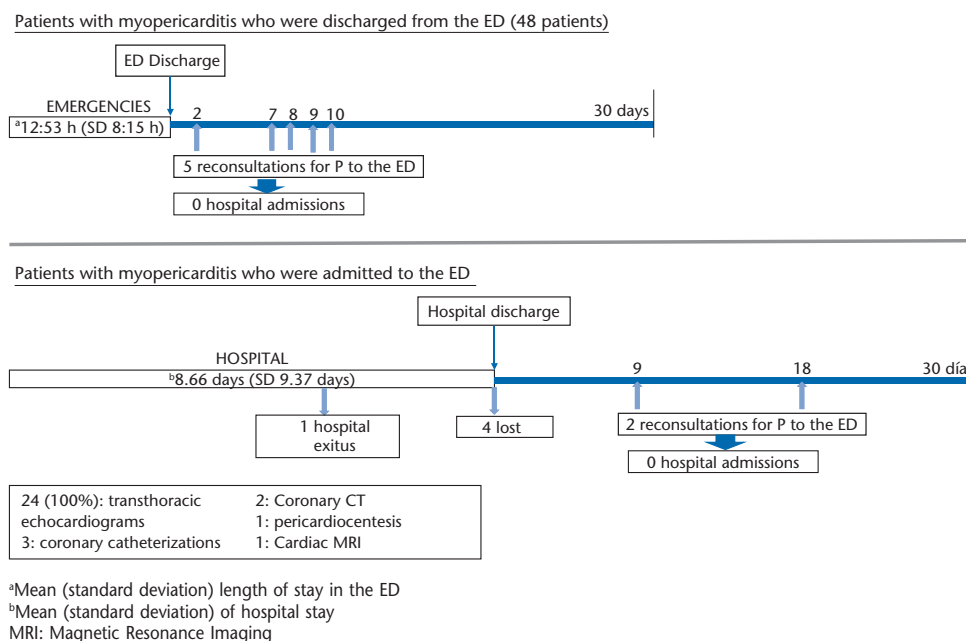 Patients with myopericarditis who were discharged from the ED (48 patients)
ED Discharge
EMERGENCIES
a12:53 h (SD 8:15 h)
2
7
8
9
10
30 days
5 reconsultations for P to the ED
0 hospital admissions
Patients with myopericarditis who were admitted to the ED
Hospital discharge
HOSPITAL
b8.66 days (SD 9.37 days)
9
18
30 día
1 hospital
exitus
4 lost
2 reconsultations for P to the ED
0 hospital admissions
24 (100%): transthoracic
echocardiograms
3: coronary catheterizations
2: Coronary CT
1: pericardiocentesis
1: Cardiac MRI
aMean (standard deviation) length of stay in the ED
bMean (standard deviation) of hospital stay
MRI: Magnetic Resonance Imaging